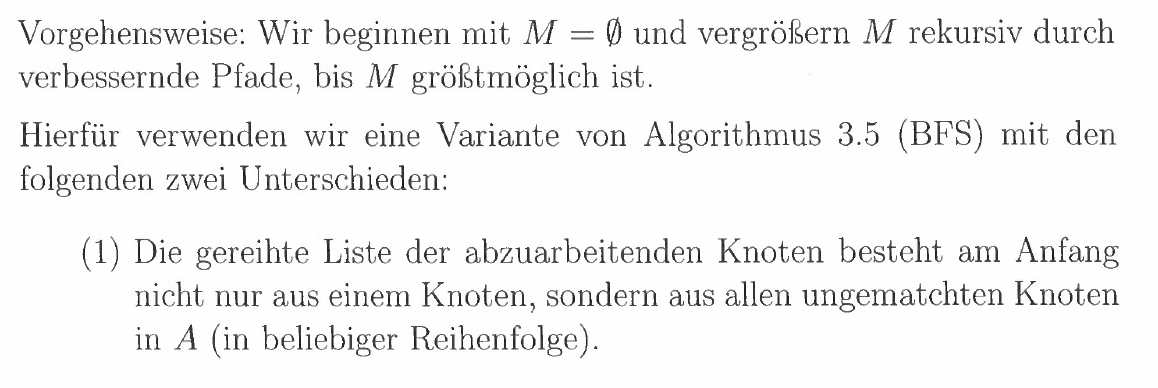 Vorgehensweise: Wir beginnen mit M = ∅ und vergrößern M rekursiv durch
verbessernde Pfade, bis M größtmöglich ist.
Hierfür verwenden wir eine Variante von Algorithmus 3.5 (BFS) mit den
folgenden zwei Unterschieden:
(1) Die gereihte Liste der abzuarbeitenden Knoten besteht am Anfang
nicht nur aus einem Knoten, sondern aus allen ungematchten Knoten
in A (in beliebiger Reihenfolge).